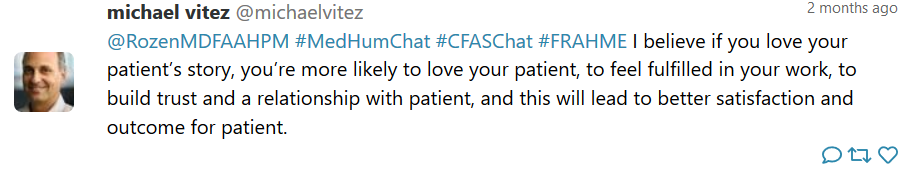 michael vitez @michaelvitez
2 months ago
@RozenMDFAAHPM #MedHumChat #CFASChat #FRAHME I believe if you love your
patient’s story, you’re more likely to love your patient, to feel fulfilled in your work, to
build trust and a relationship with patient, and this will lead to better satisfaction and
outcome for patient.